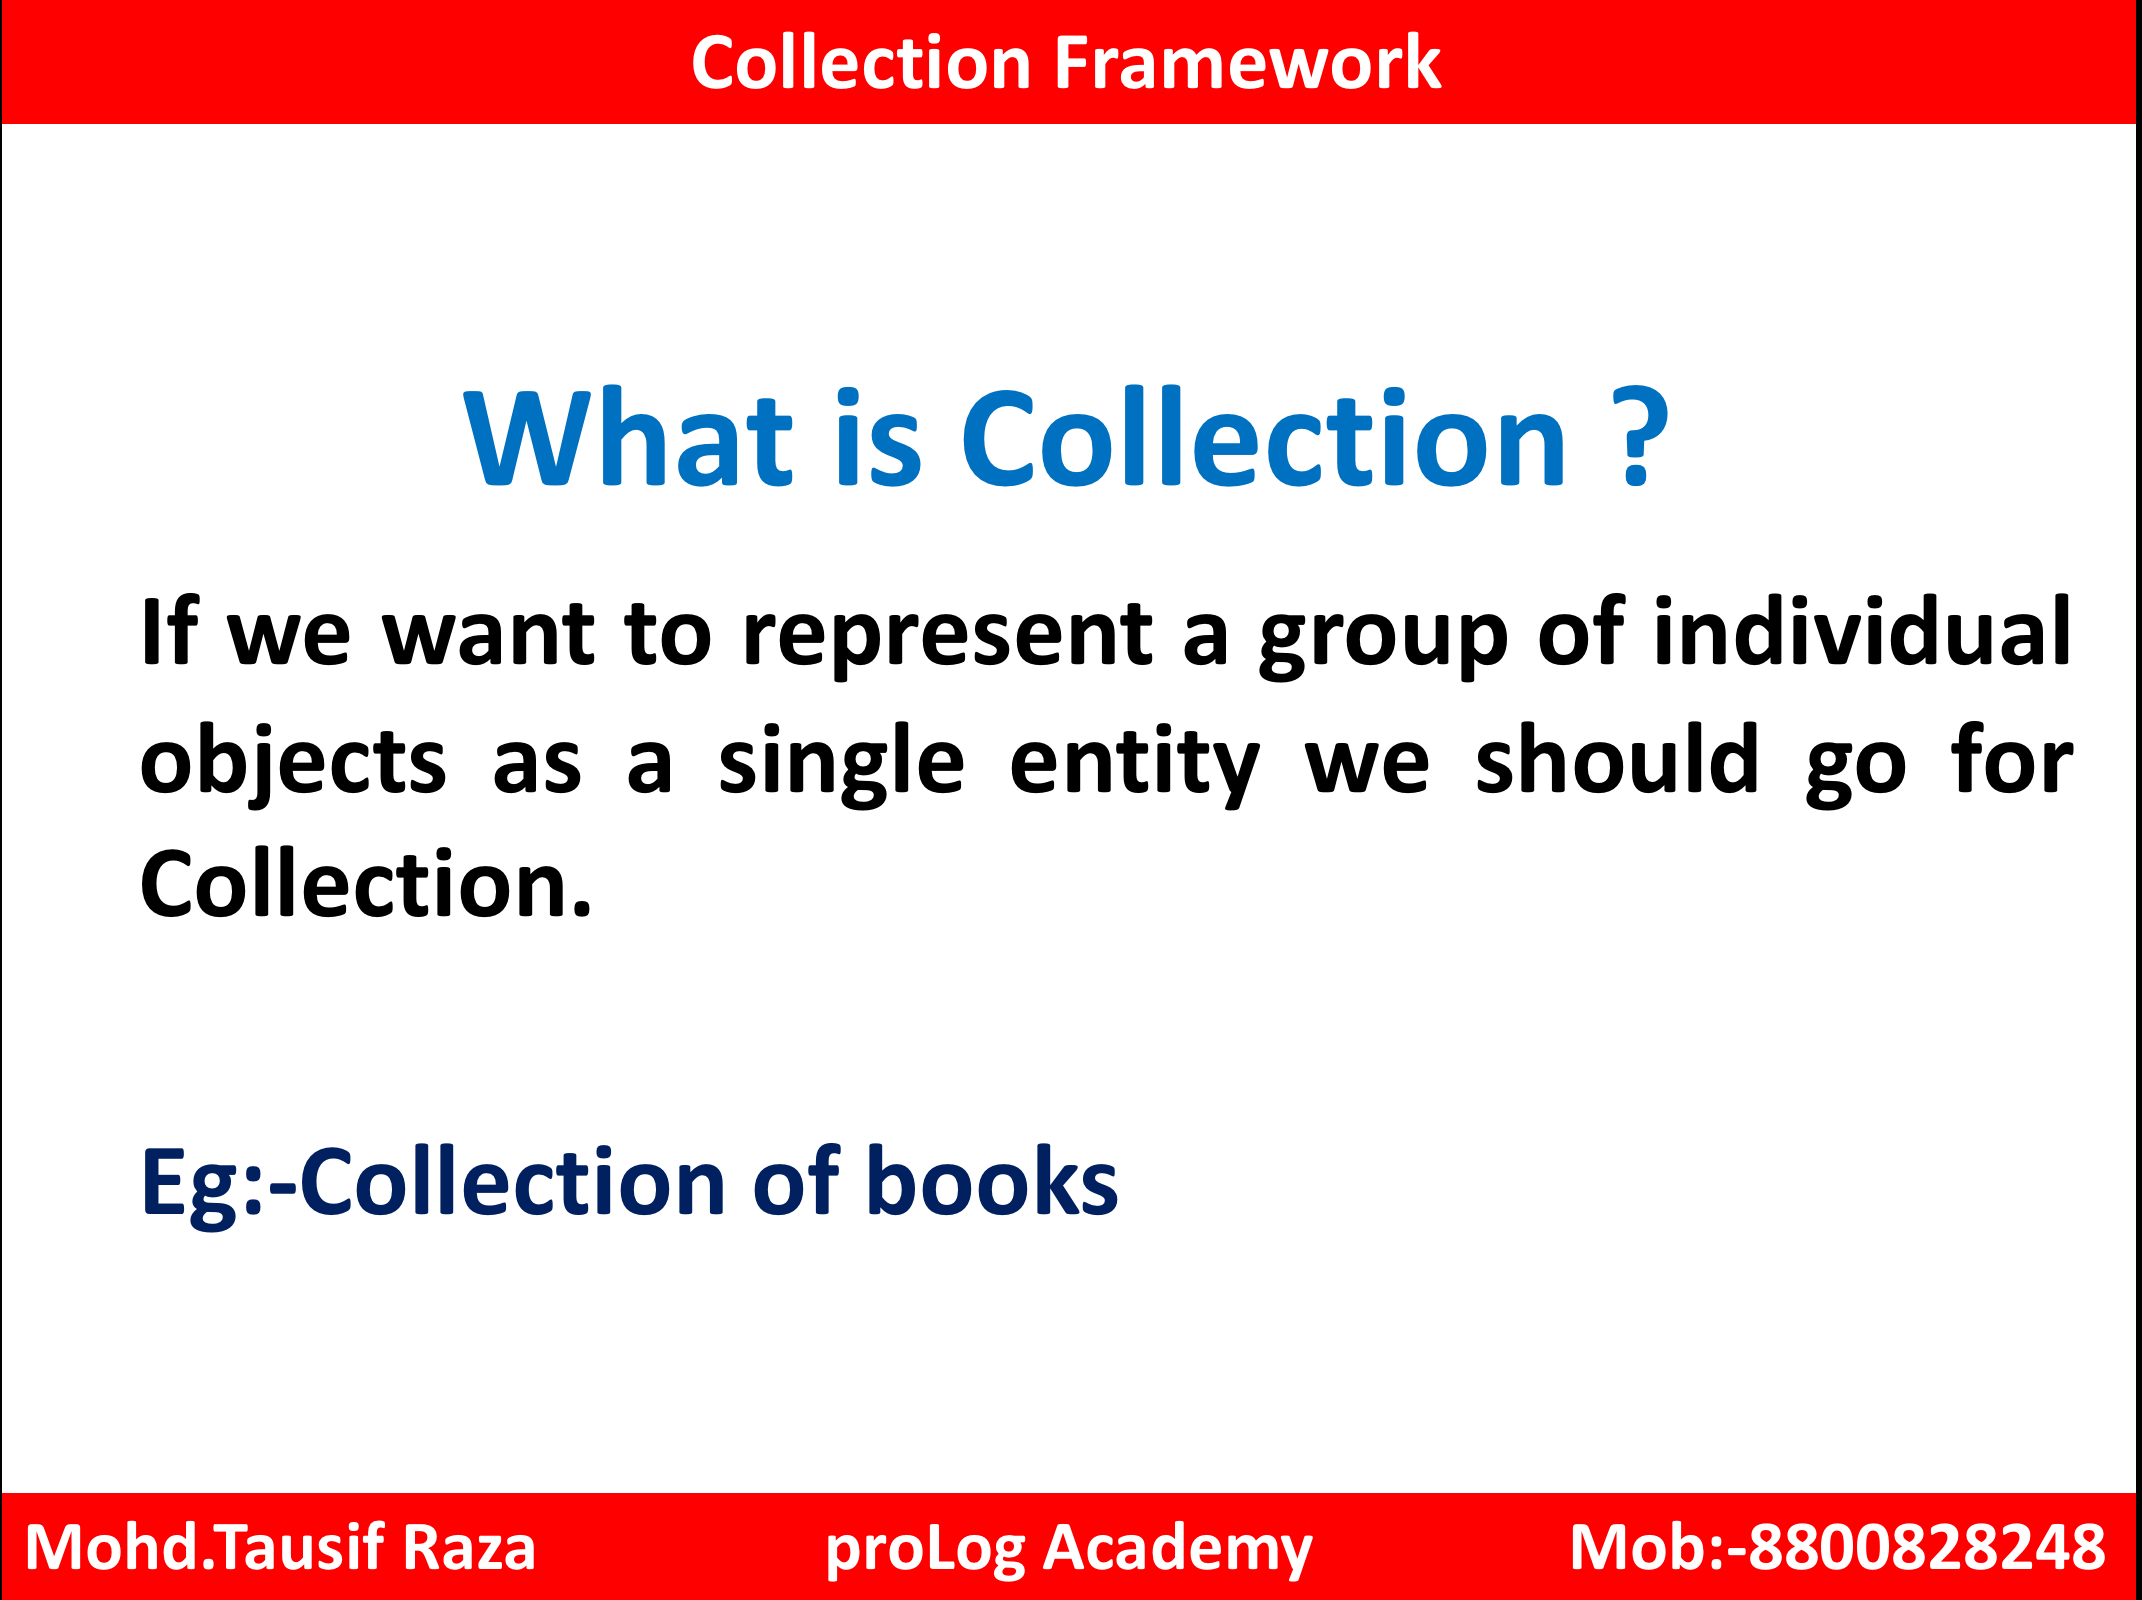 Collection Framework
What is Collection ?
If we want to represent a group of individual
objects as a single entity we should go for
Collection.
Eg:-Collection of books
Mohd.Tausif Raza proLog Academy Mob:-8800828248